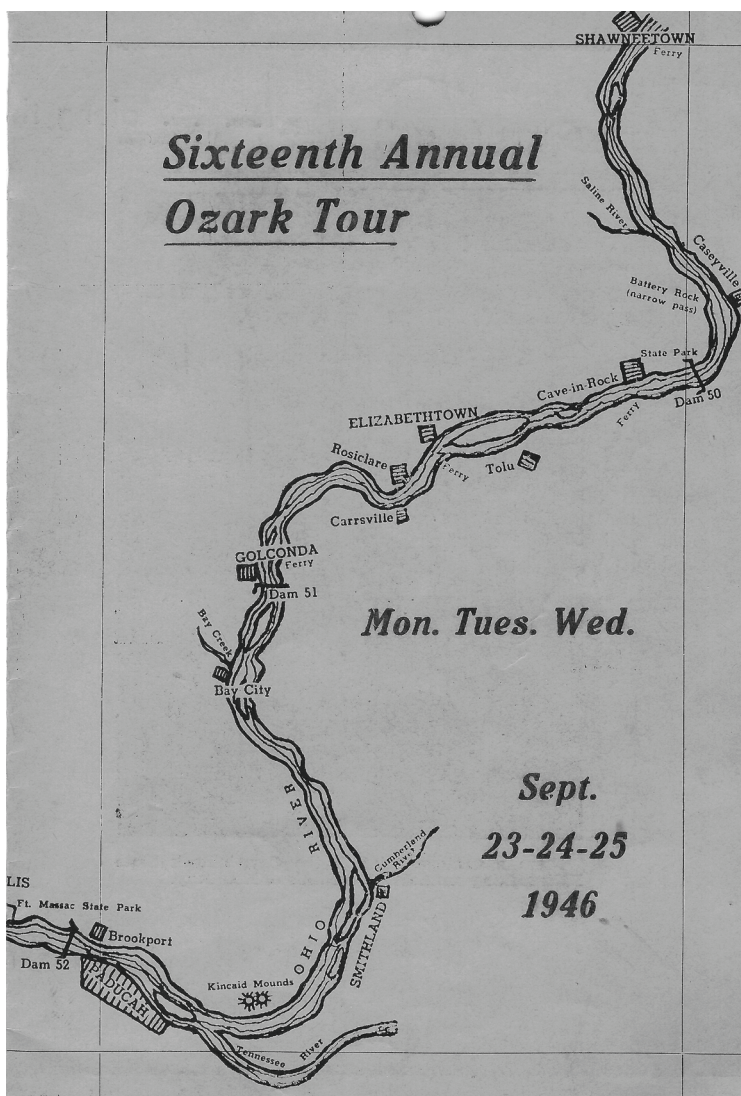 SHAWNEETOWN
Ferry
Sixteenth Annual
Ozark Tour
Saline River
Caseyville
Battery Rock
(narrow pass)
State Park
Cave-in-Rock
Dam 50
Ferry
ELIZABETHTOWN
Rosiclare
Ferry
Tolu
Carrsville
GOLCONDA
Ferry
Dam 51
Mon. Tues. Wed.
Bay Creek
Bay City
OHIO RIVER
Sept.
23-24-25
1946
Cumberland
River
SMITHLAND
LIS
Ft. Massac State Park
Brookport
Dam 52
PADUCAH
Kincaid Mounds
Tennessee River